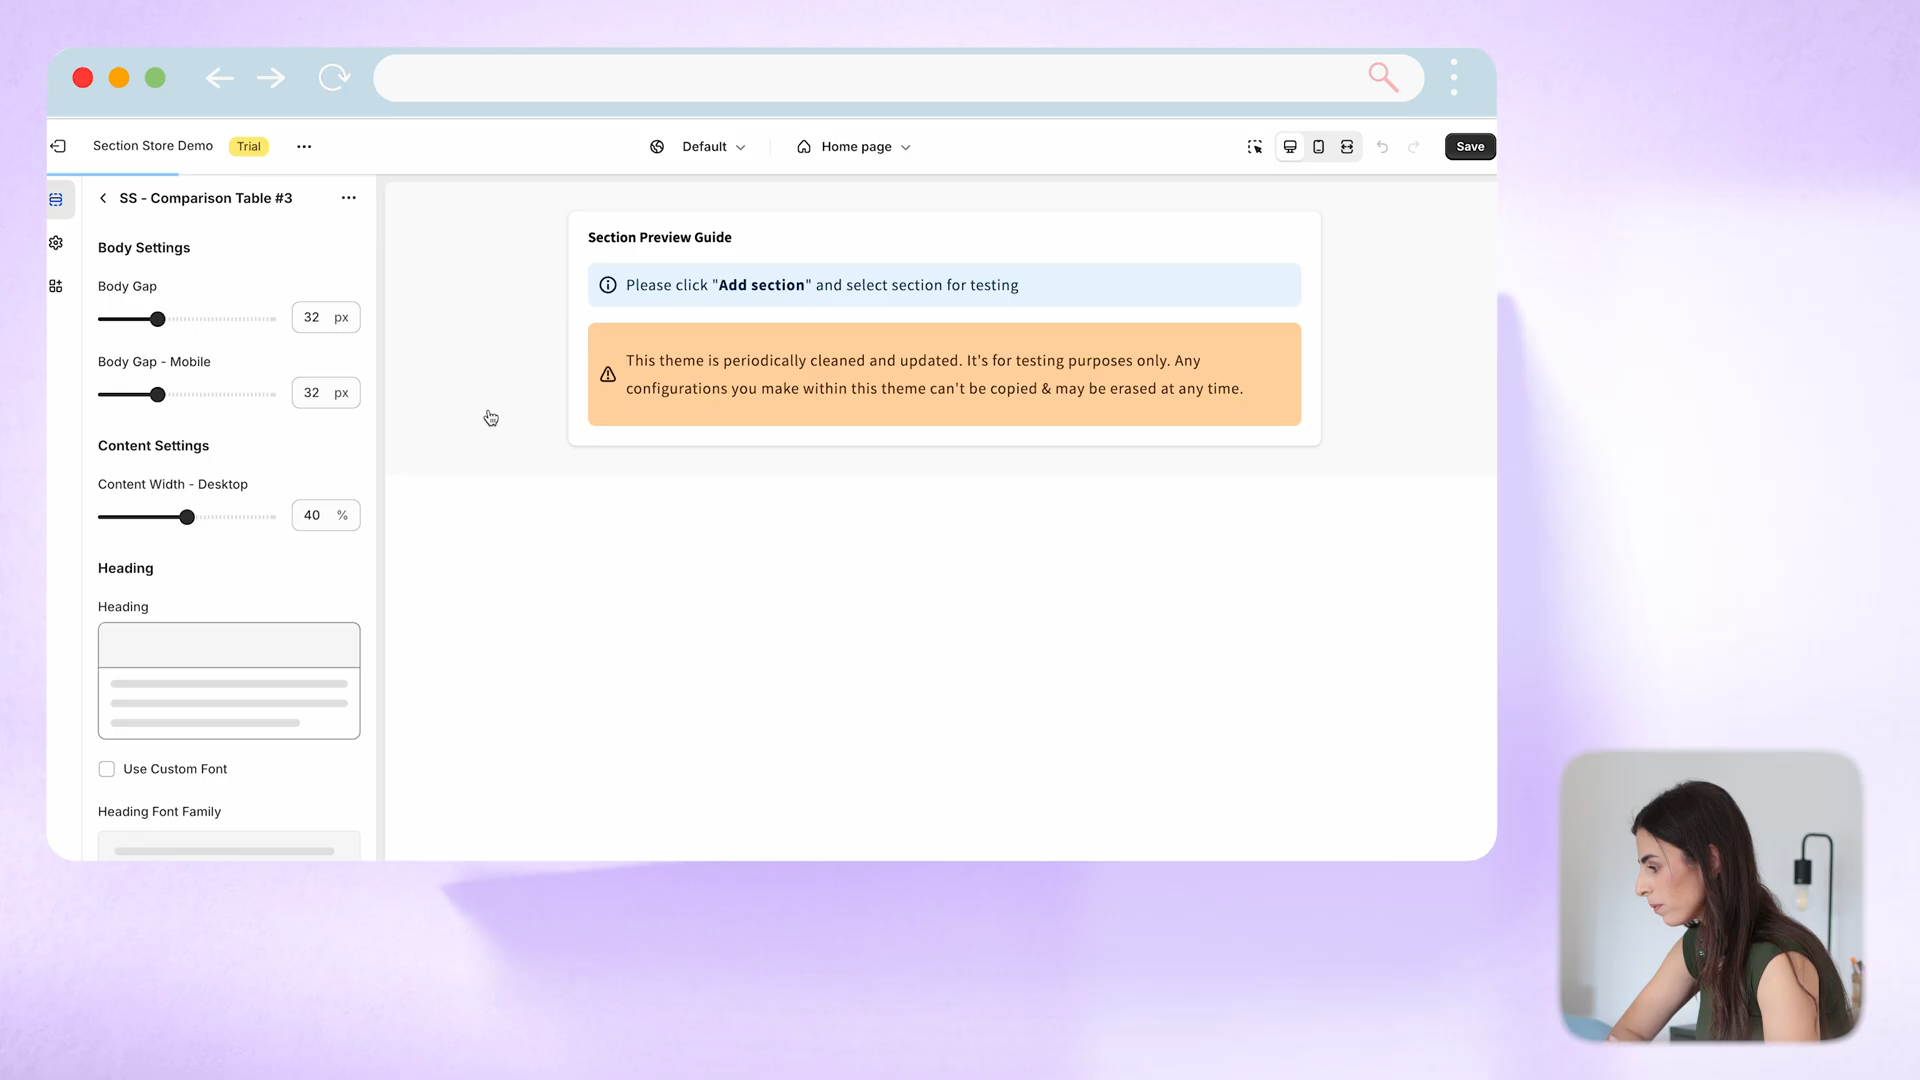 Section Store Demo
Trial
Default
Home page
Save
SS - Comparison Table #3
Body Settings
Body Gap
32 px
Body Gap - Mobile
32 px
Content Settings
Content Width - Desktop
40 %
Heading
Heading
Use Custom Font
Heading Font Family
Section Preview Guide
Please click "Add section" and select section for testing
This theme is periodically cleaned and updated. It's for testing purposes only. Any
configurations you make within this theme can't be copied & may be erased at any time.